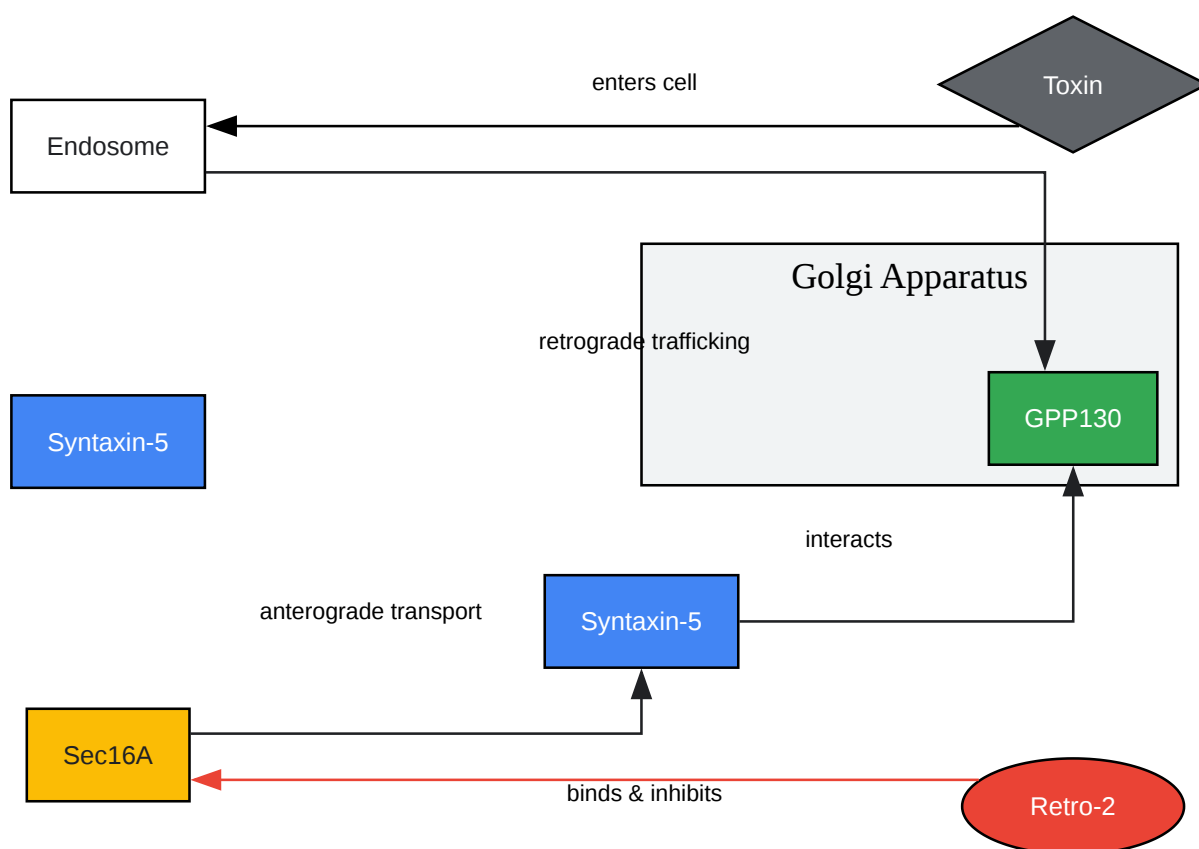 enters cell
Toxin
Endosome
Golgi Apparatus
retrograde trafficking
GPP130
Syntaxin-5
interacts
anterograde transport
Syntaxin-5
Sec16A
binds & inhibits
Retro-2